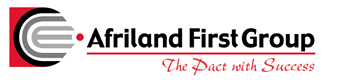 Afriland First Group
The Pact with Success